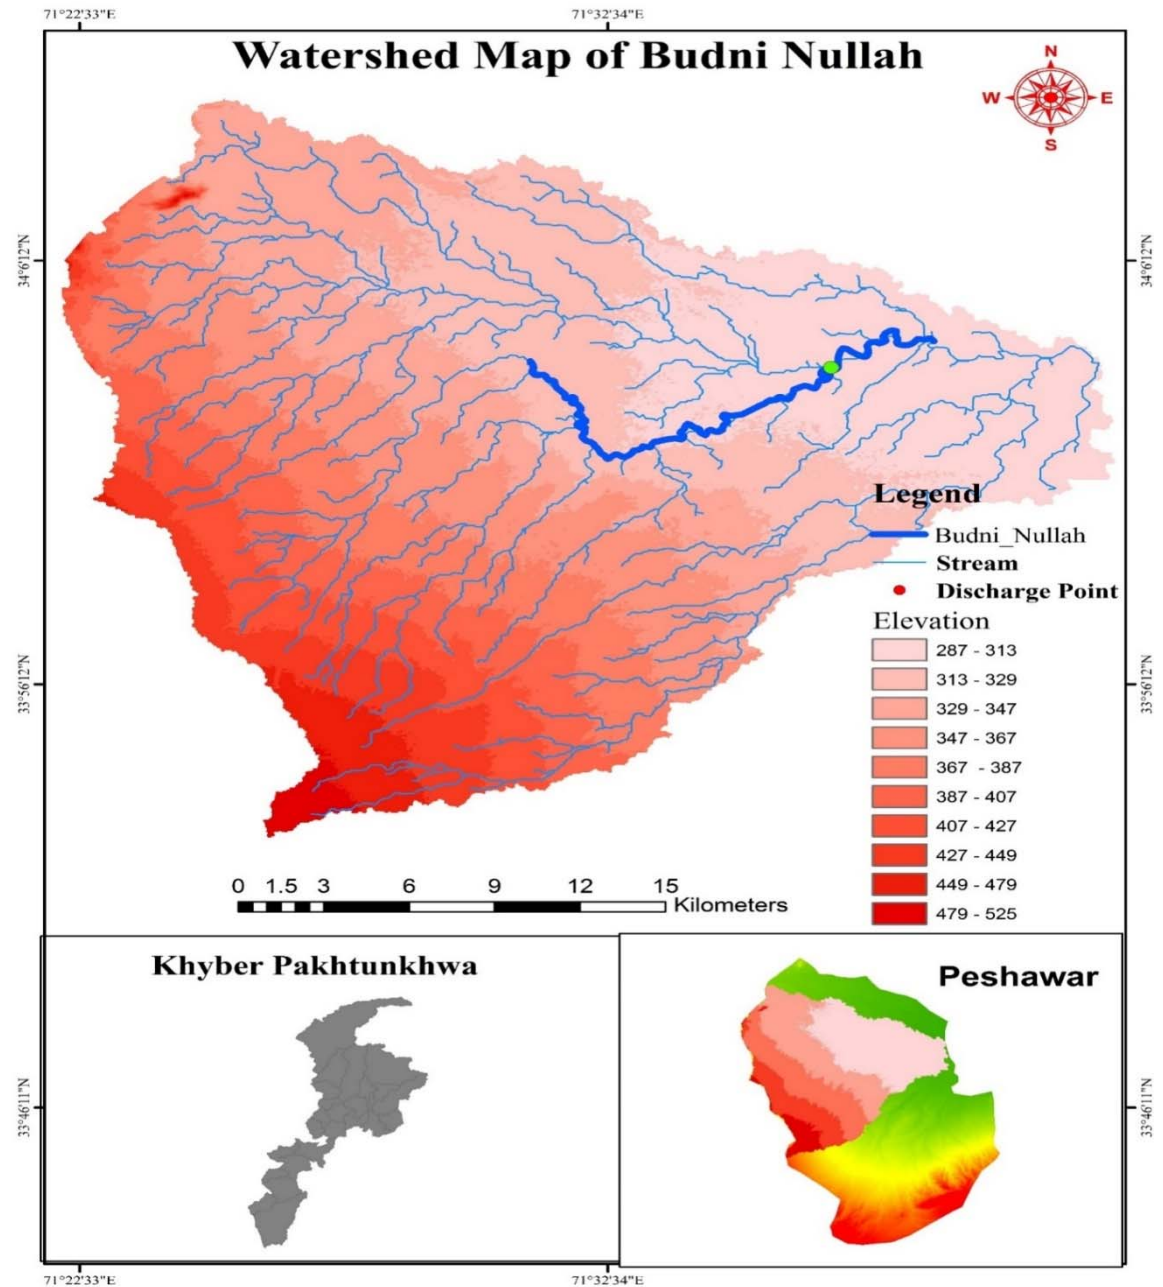 71°22'33"E
71°32'34"E
Watershed Map of Budni Nullah
N
W
E
S
34°6'12"N
34°6'12"N
Legend
Budni_Nullah
Stream
Discharge Point
Elevation
287 - 313
313 - 329
329 - 347
347 - 367
367 - 387
387 - 407
407 - 427
427 - 449
449 - 479
479 - 525
33°56'12"N
33°56'12"N
0 1.5 3 6 9 12 15
Kilometers
Khyber Pakhtunkhwa
Peshawar
33°46'11"N
33°46'11"N
71°22'33"E
71°32'34"E